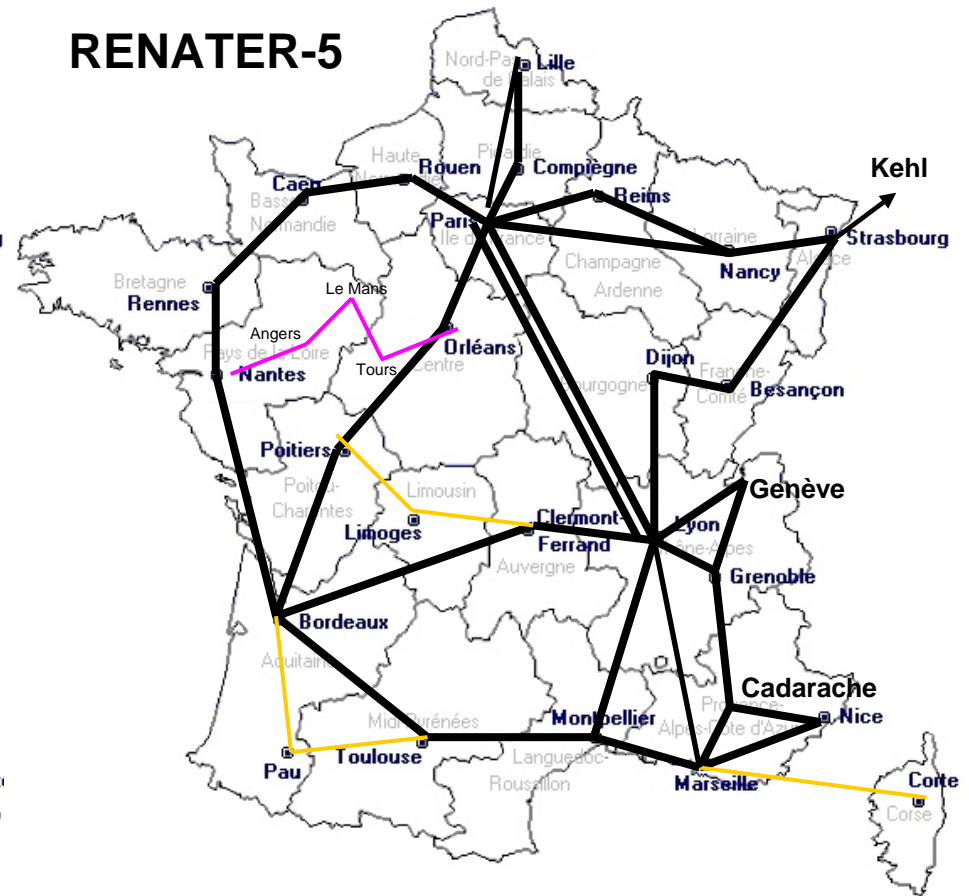 RENATER-5
Nord-Pas
de Calais
Lille
Haute
Normandie
Rouen
Picardie
Compiègne
Kehl
Caen
Basse
Normandie
Reims
Paris
Ile de France
Lorraine
Strasbourg
Alsace
Nancy
Champagne
Ardenne
Bretagne
Rennes
Le Mans
Angers
Pays de la Loire
Nantes
Tours
Orléans
Centre
Dijon
Bourgogne
Franche-
Comté
Besançon
Poitiers
Poitou-
Charentes
Limousin
Limoges
Clermont-
Ferrand
Auvergne
Genève
Lyon
Rhône-Alpes
Grenoble
Bordeaux
Aquitaine
Cadarache
Provence-
Alpes-Côte d'Azur
Nice
Midi-Pyrénées
Montpellier
Toulouse
Languedoc-
Roussillon
Pau
Marseille
Corte
Corse